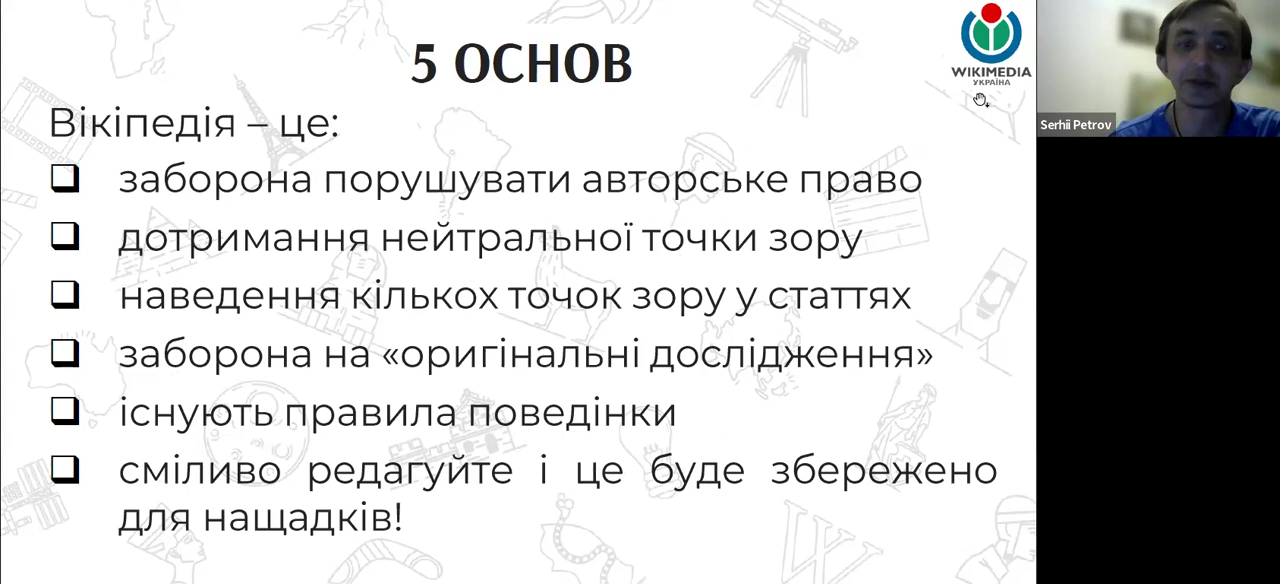 5 ОСНОВ
WIKIMEDIA
УКРАЇНА
Serhii Petrov
Вікіпедія – це:
заборона порушувати авторське право
дотримання нейтральної точки зору
наведення кількох точок зору у статтях
заборона на «оригінальні дослідження»
існують правила поведінки
сміливо редагуйте і це буде збережено
для нащадків!